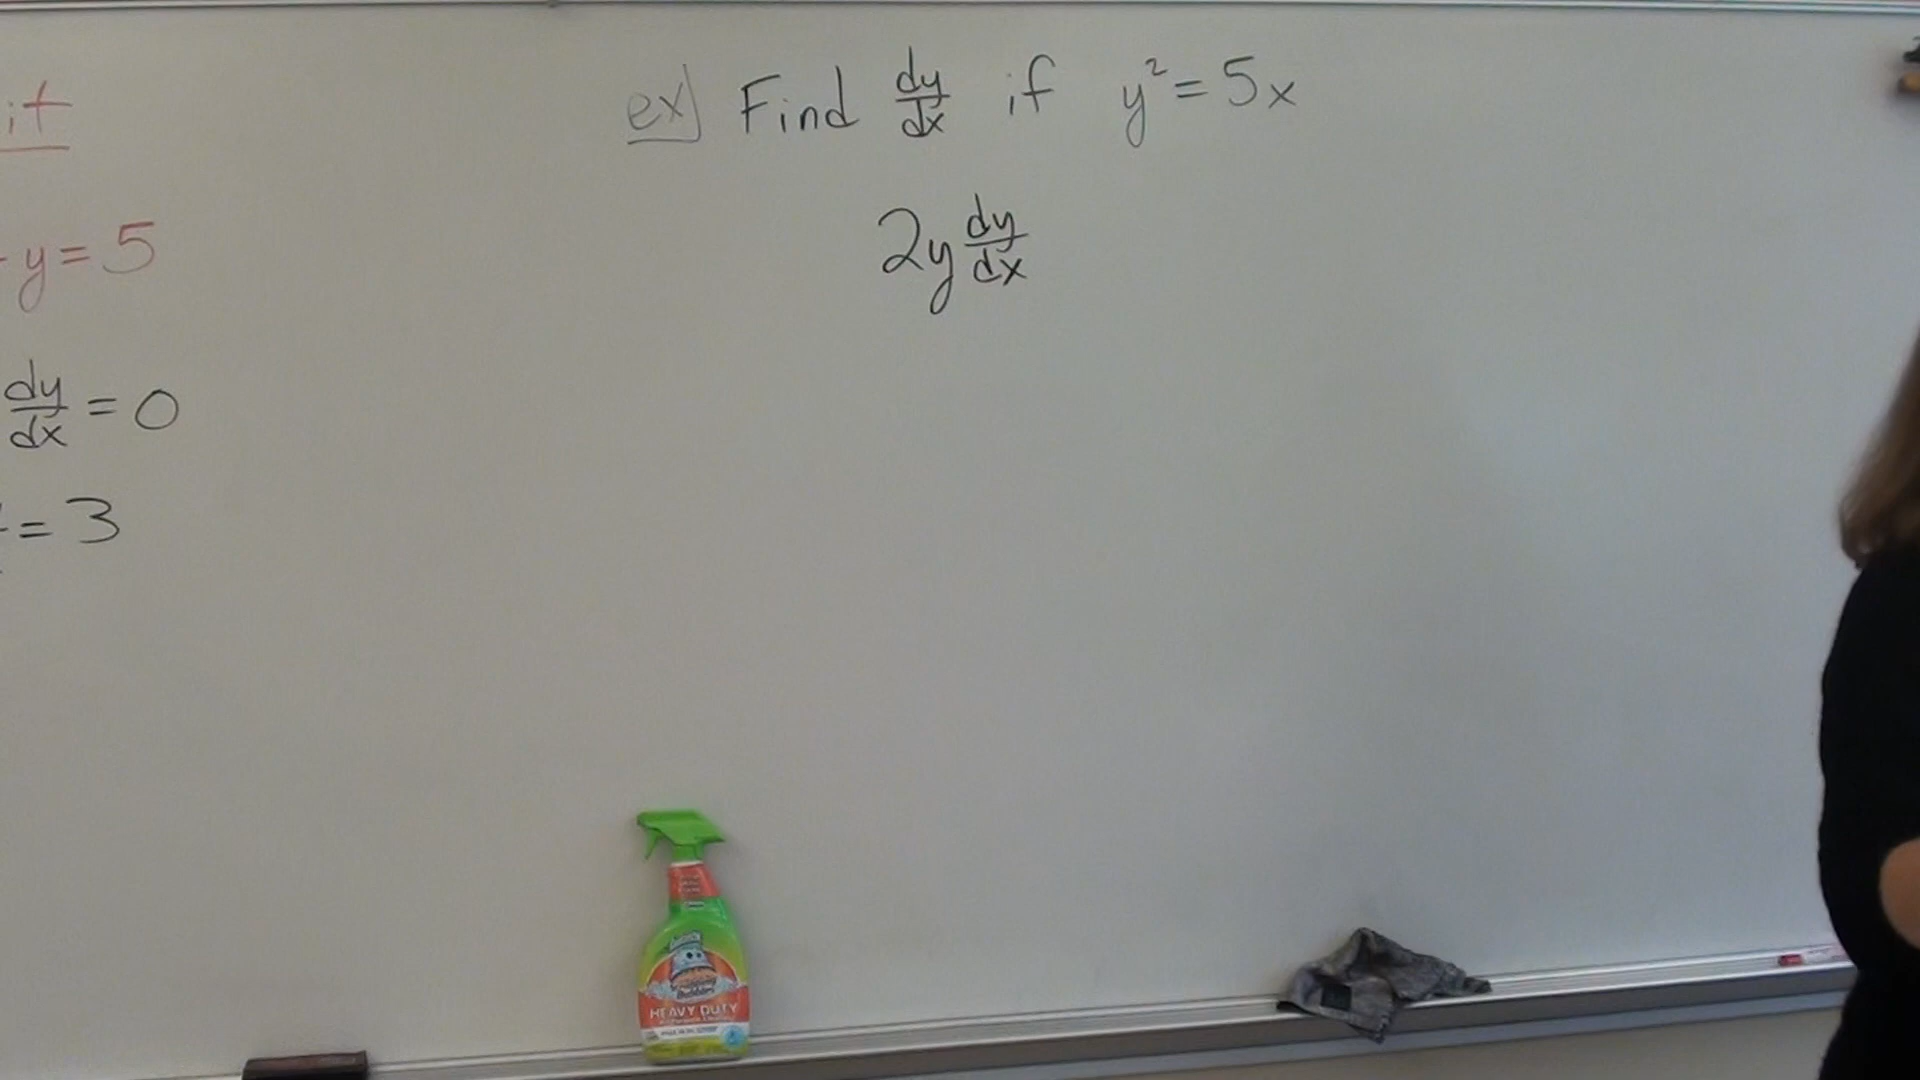 it
- y = 5
dy/dx = 0
= 3
ex) Find dy/dx if y² = 5x
2y dy/dx
HEAVY DUTY